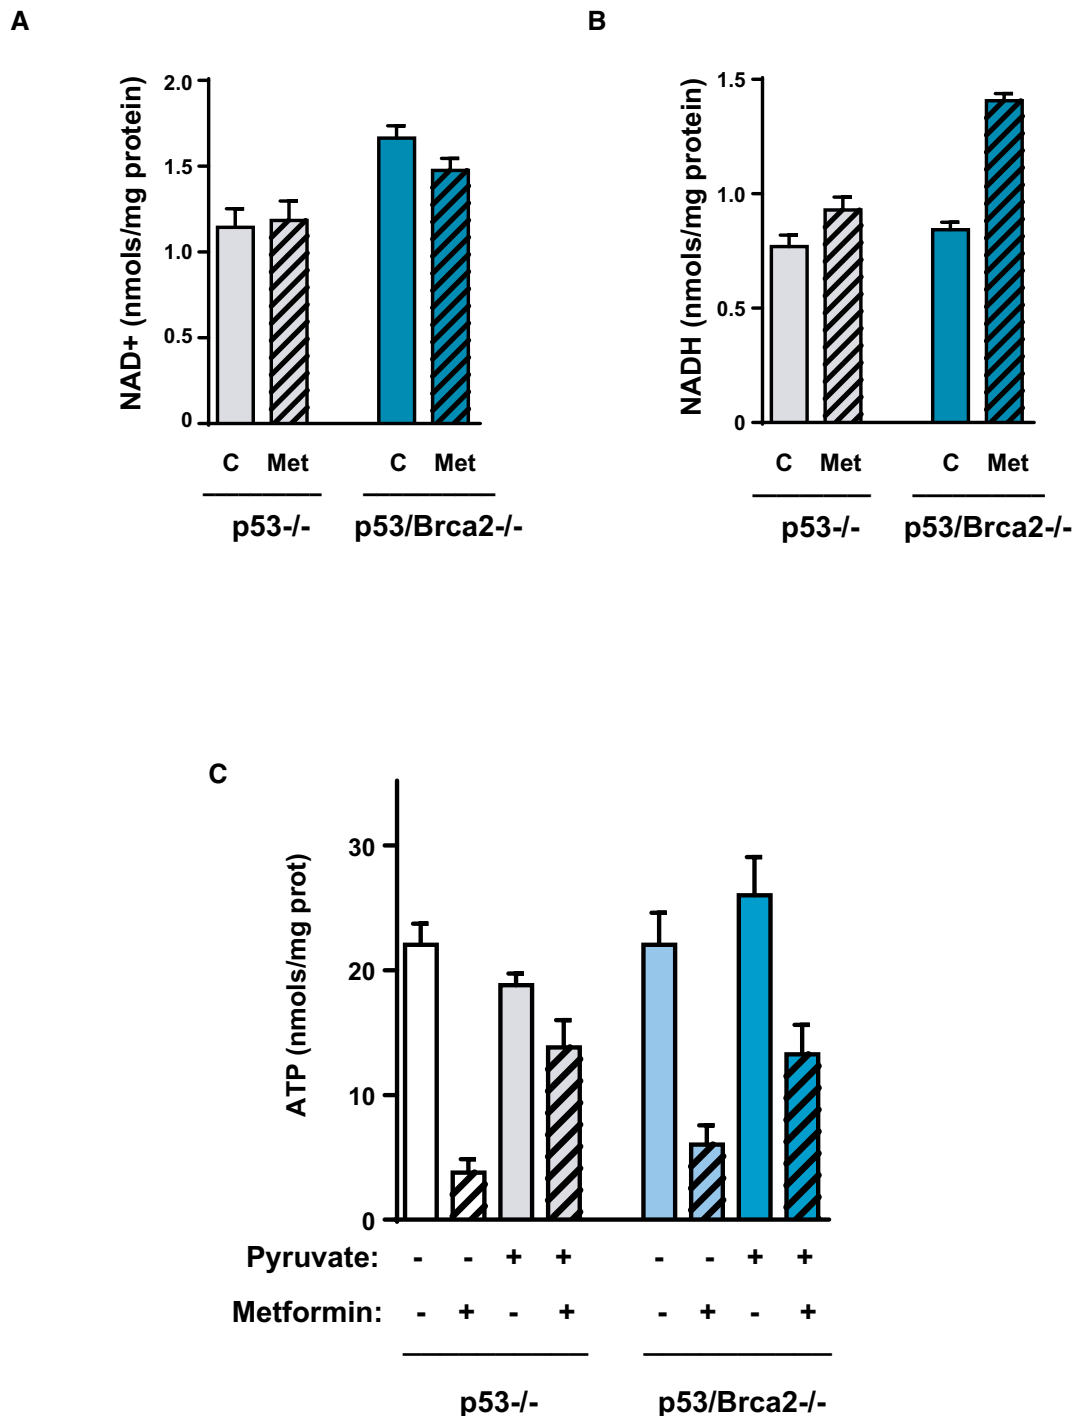 A
NAD+ (nmols/mg protein)
2.0
1.5
1.0
0.5
0
C Met C Met
p53-/- p53/Brca2-/-
B
NADH (nmols/mg protein)
1.5
1.0
0.5
0
C Met C Met
p53-/- p53/Brca2-/-
C
ATP (nmols/mg prot)
30
20
10
0
Pyruvate: - - + + - - + +
Metformin: - + - + - + - +
p53-/- p53/Brca2-/-